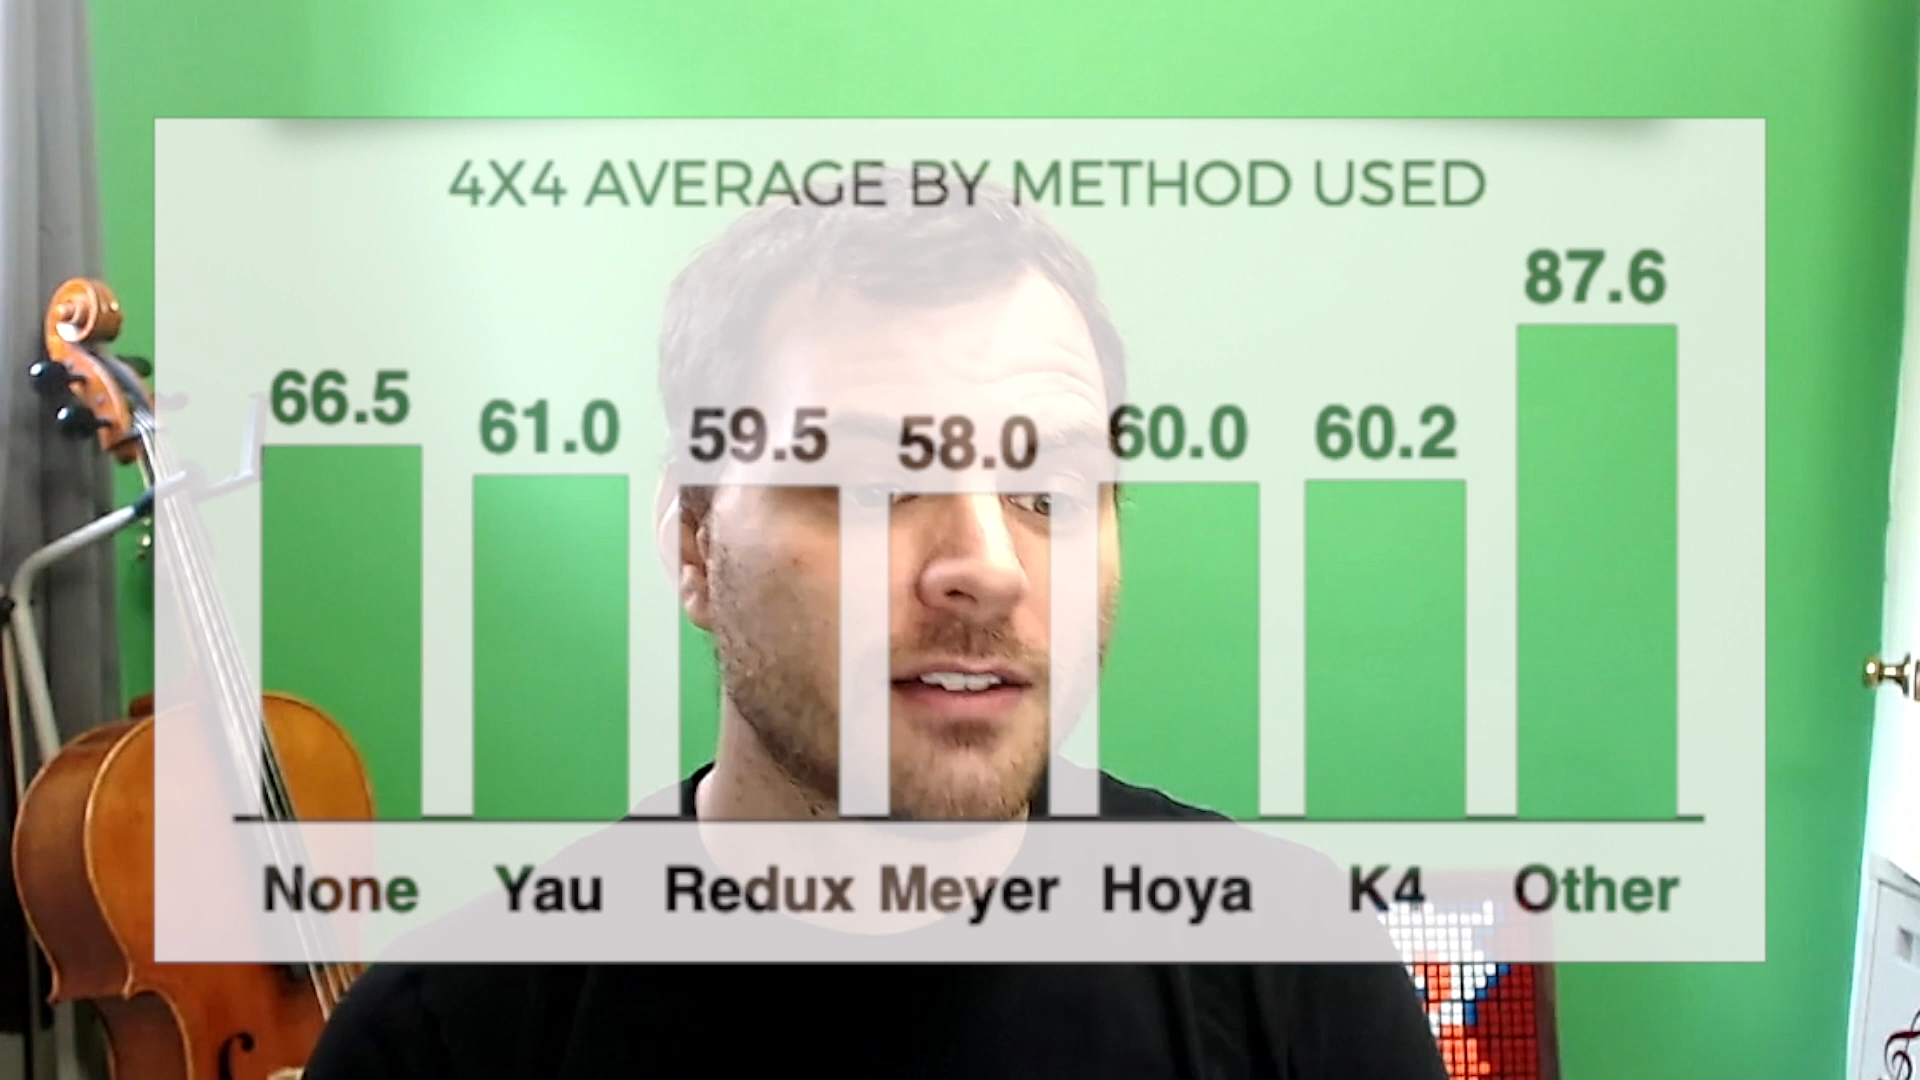 4X4 AVERAGE BY METHOD USED
87.6
66.5 61.0 59.5 58.0 60.0 60.2
None Yau Redux Meyer Hoya K4 Other